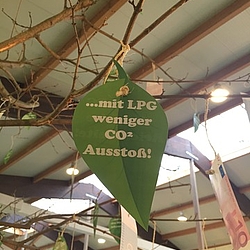 ...mit LPG
weniger
CO²
Ausstoß!